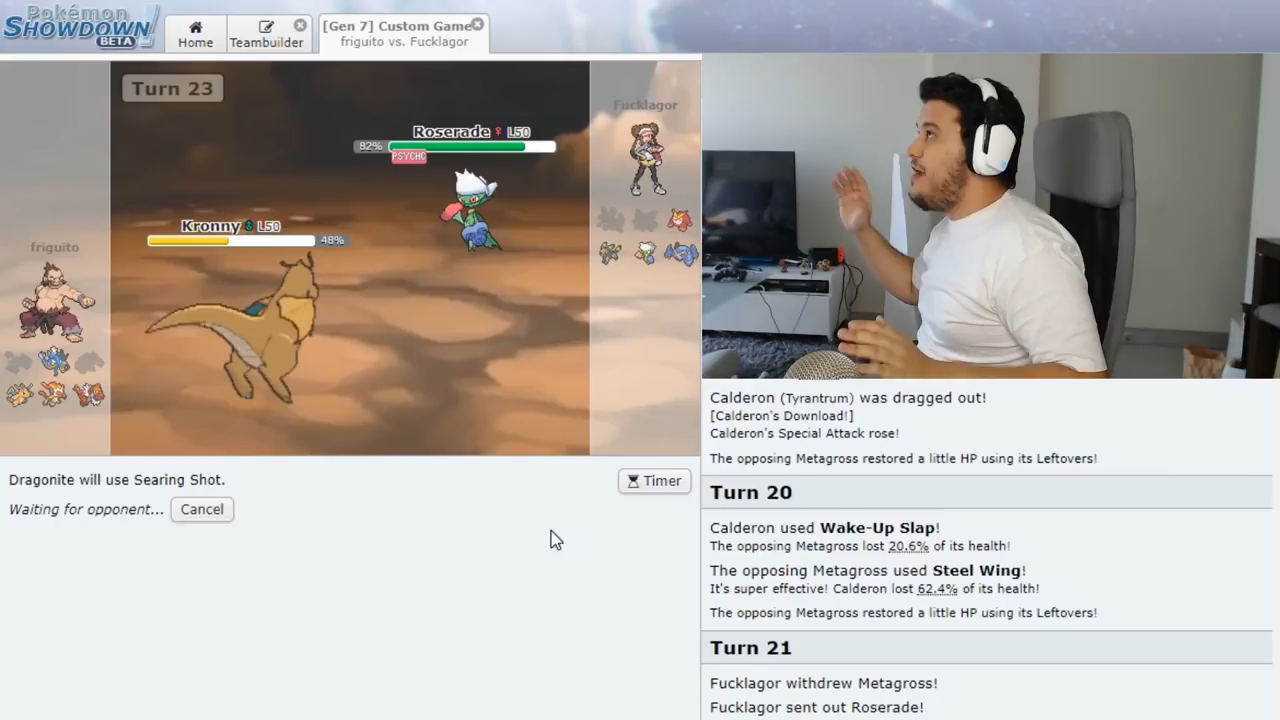 Pokémon
SHOWDOWN!
BETA
Home
Teambuilder
[Gen 7] Custom Game
friguito vs. Fucklagor
Turn 23
Roserade ♀ L50
82%
PSYCHIC
Kronny L50
48%
friguito
Fucklagor
Dragonite will use Searing Shot.
Timer
Waiting for opponent... Cancel
Calderon (Tyrantrum) was dragged out!
[Calderon's Download!]
Calderon's Special Attack rose!
The opposing Metagross restored a little HP using its Leftovers!
Turn 20
Calderon used Wake-Up Slap!
The opposing Metagross lost 20.6% of its health!
The opposing Metagross used Steel Wing!
It's super effective! Calderon lost 62.4% of its health!
The opposing Metagross restored a little HP using its Leftovers!
Turn 21
Fucklagor withdrew Metagross!
Fucklagor sent out Roserade!